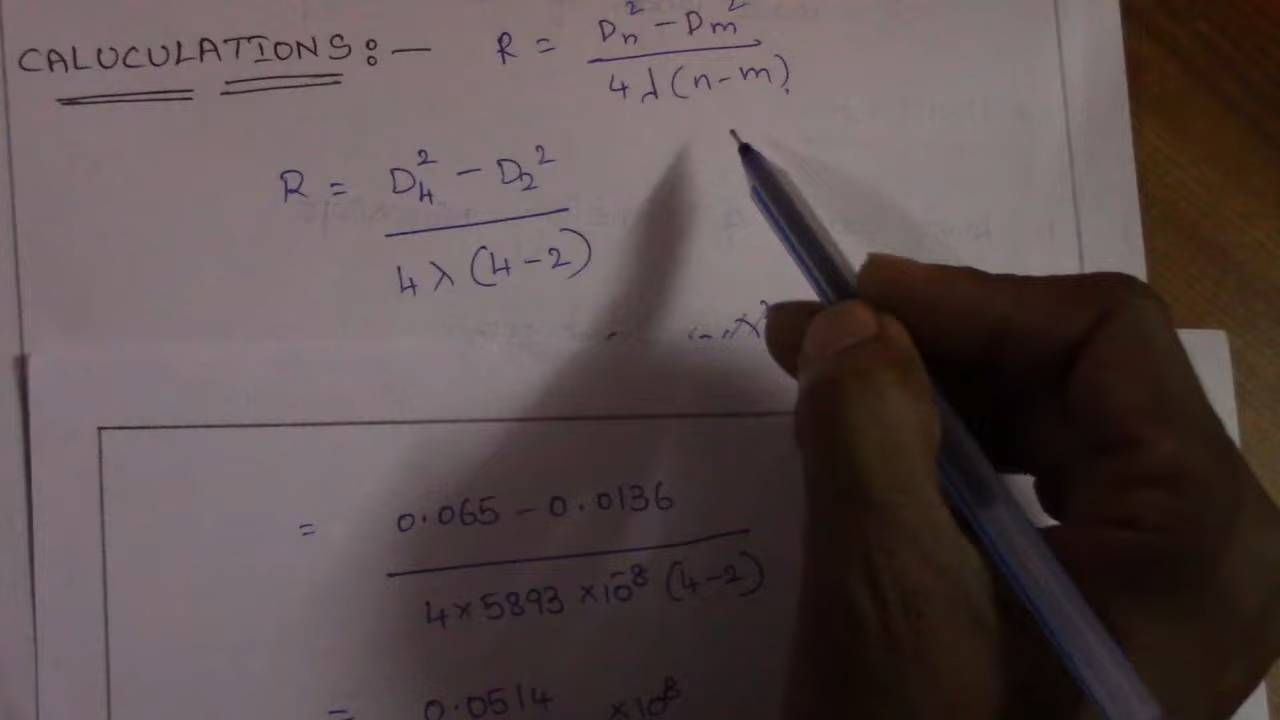 CALUCULATIONS:— R = Dn² − Dm² / 4λ(n-m)
R = D₄² − D₂² / 4λ(4-2)
= 0.065 − 0.0136 / 4×5893×10⁻⁸ (4-2)
= 0.0514 ×10⁸